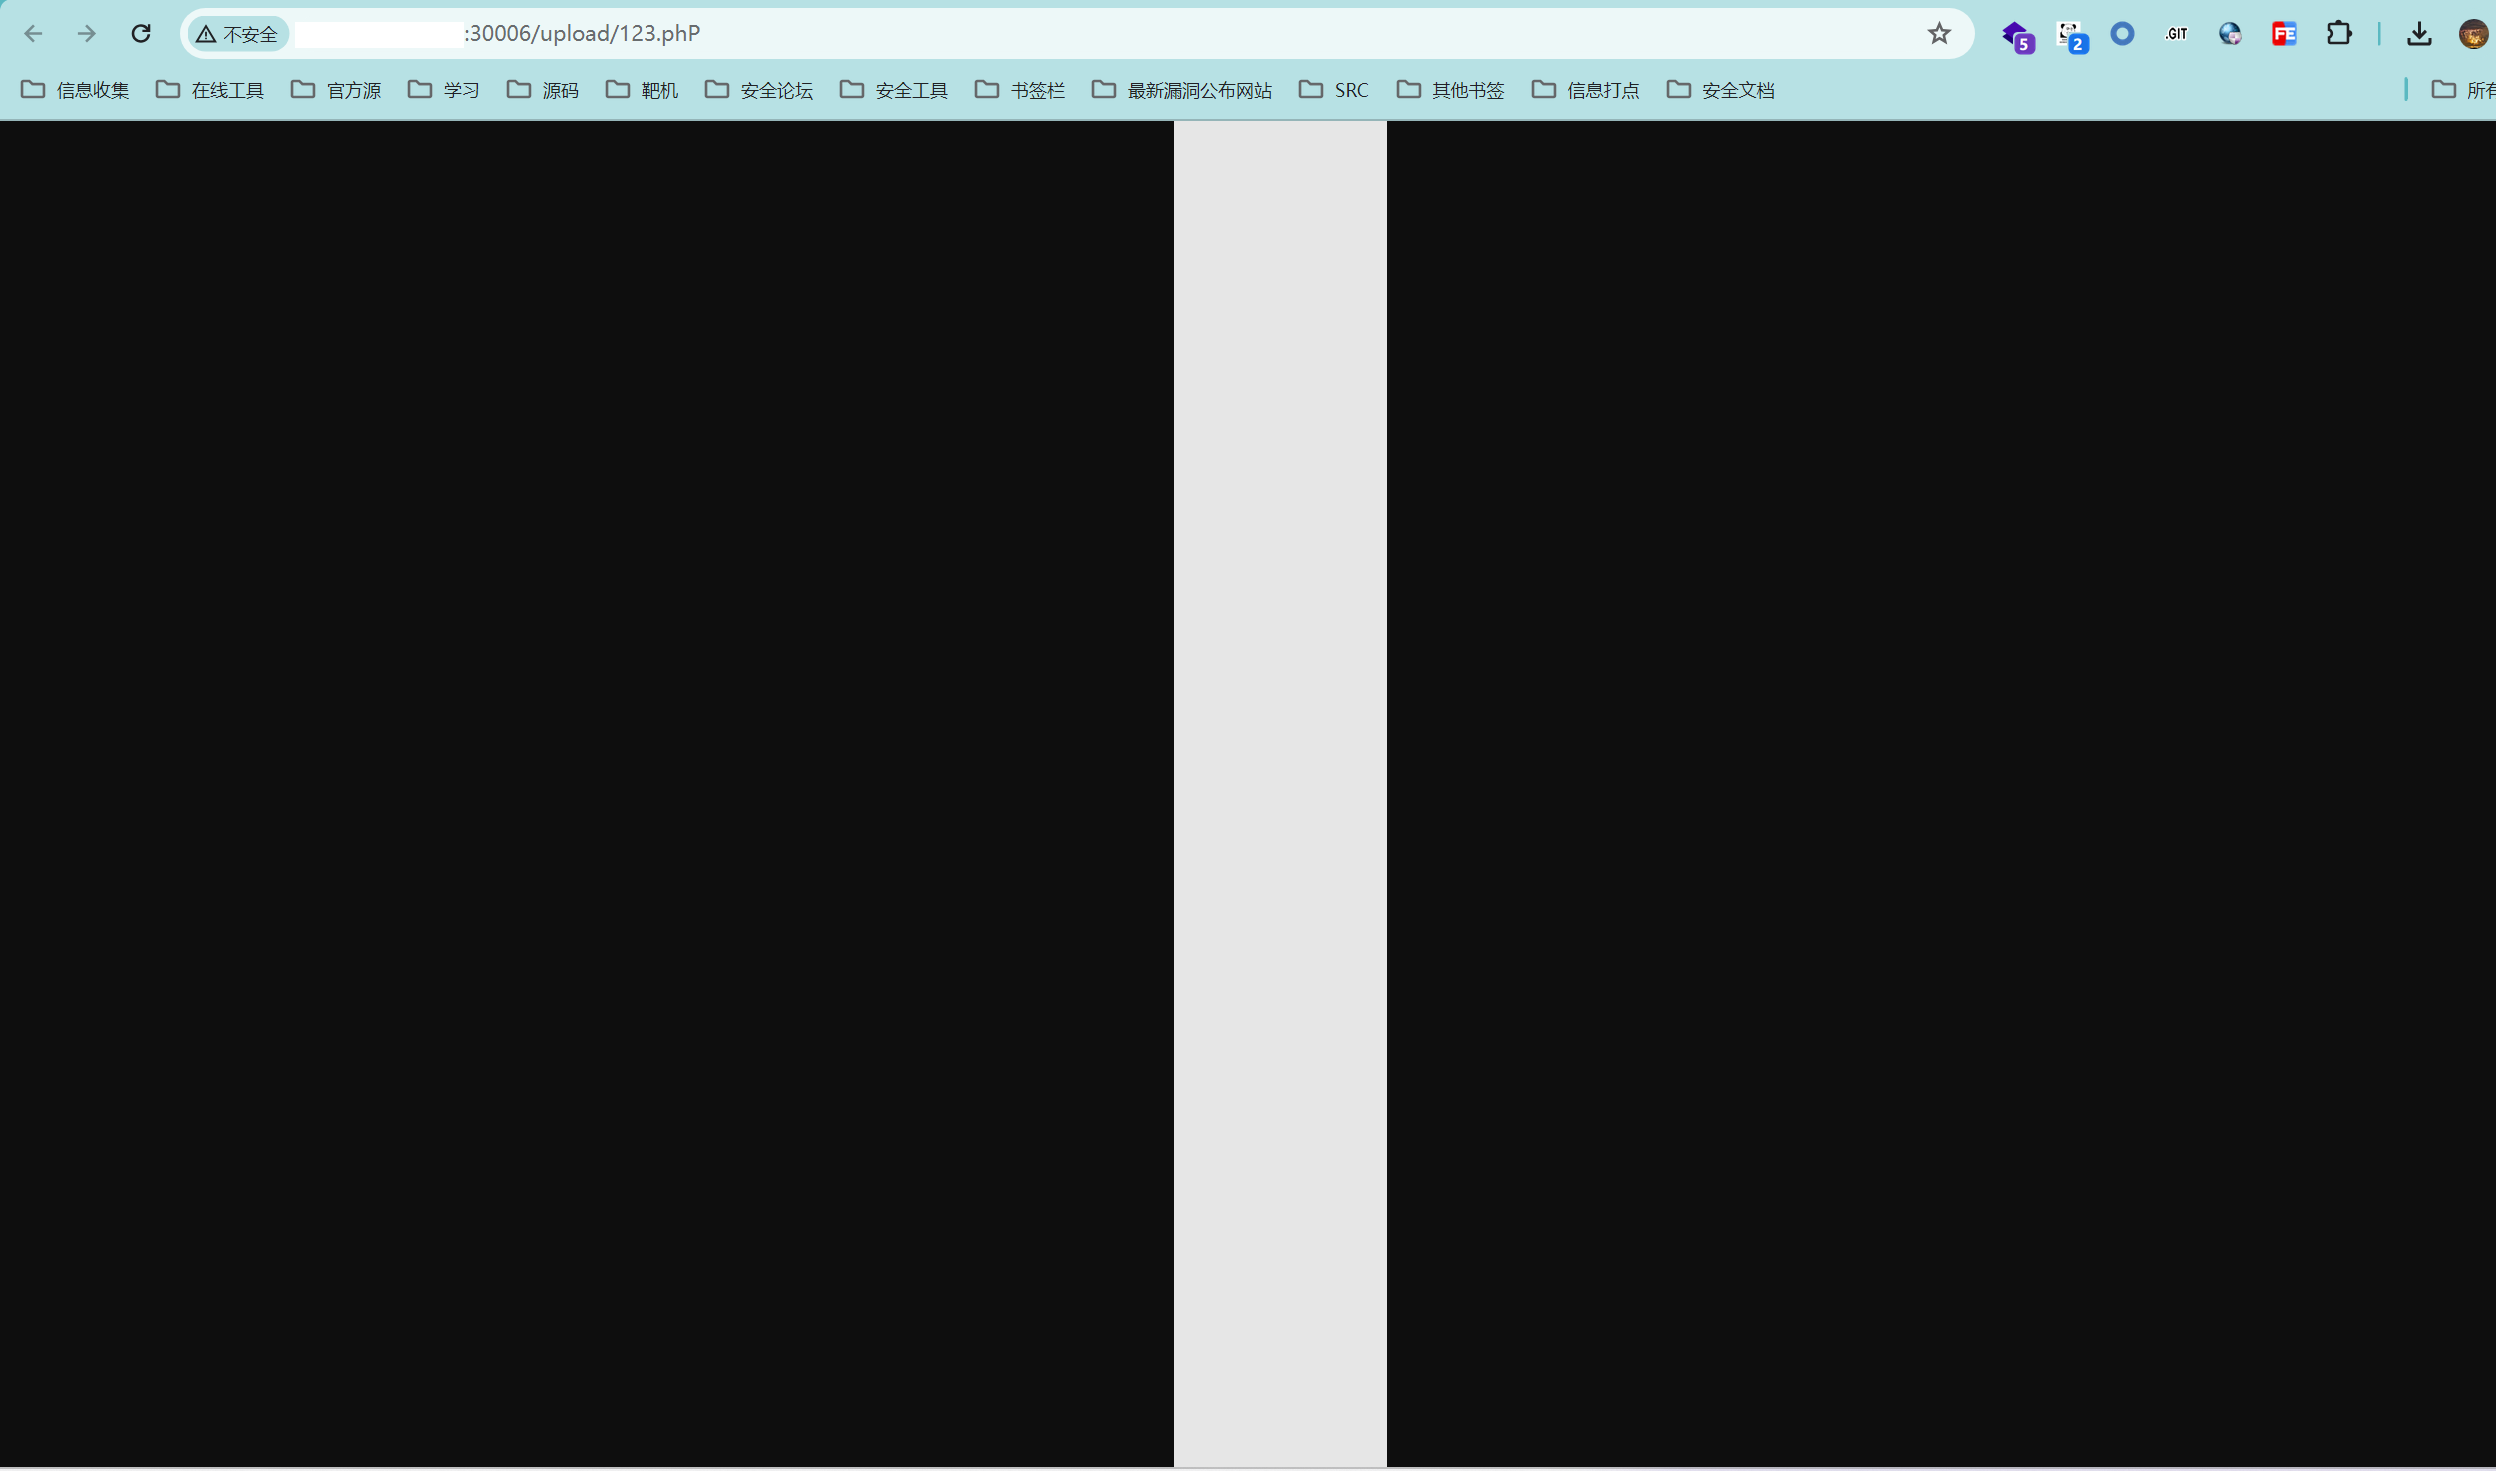 不安全 :30006/upload/123.phP 5 2 .GIT FE
信息收集 在线工具 官方源 学习 源码 靶机 安全论坛 安全工具 书签栏 最新漏洞公布网站 SRC 其他书签 信息打点 安全文档 所有